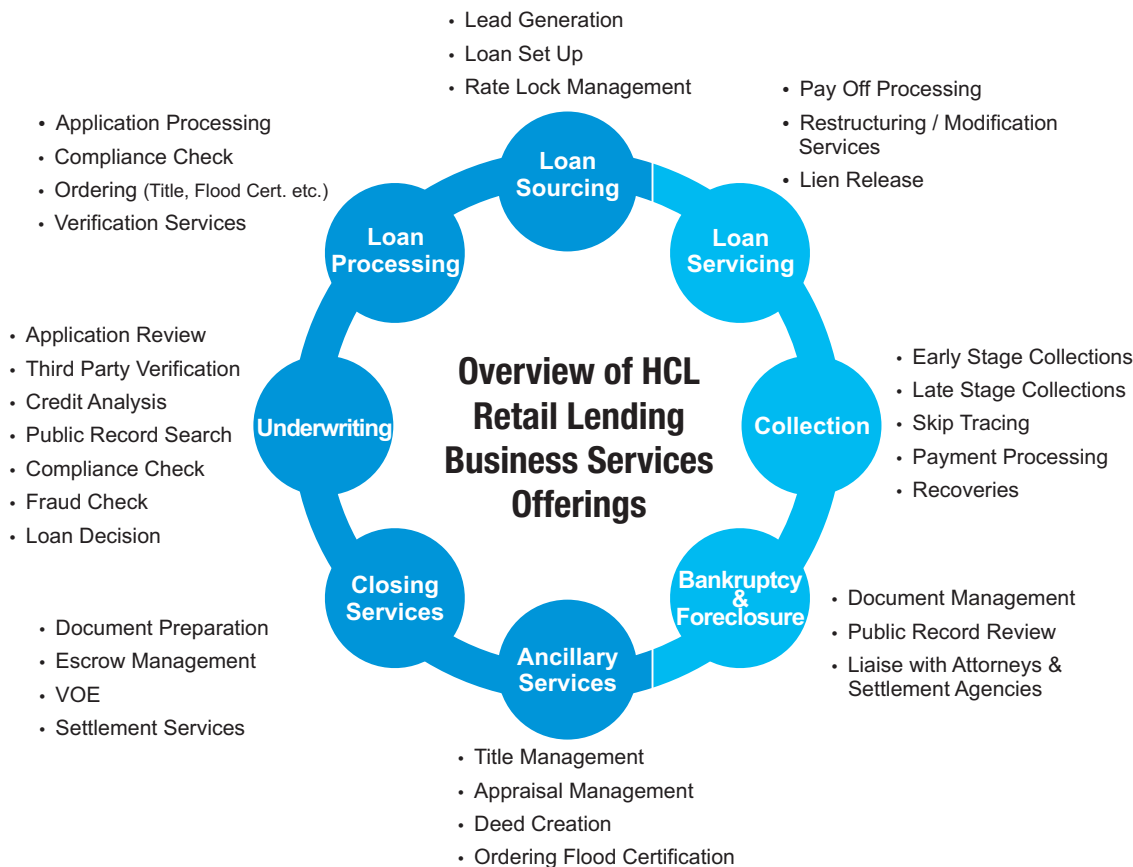 • Lead Generation
• Loan Set Up
• Rate Lock Management
• Pay Off Processing
• Restructuring / Modification
Services
• Lien Release
• Application Processing
• Compliance Check
• Ordering (Title, Flood Cert. etc.)
• Verification Services
Loan
Sourcing
Loan
Processing
Loan
Servicing
• Application Review
• Third Party Verification
• Credit Analysis
• Public Record Search
• Compliance Check
• Fraud Check
• Loan Decision
Underwriting
Overview of HCL
Retail Lending
Business Services
Offerings
Collection
• Early Stage Collections
• Late Stage Collections
• Skip Tracing
• Payment Processing
• Recoveries
Closing
Services
Bankruptcy
&
Foreclosure
Ancillary
Services
• Document Preparation
• Escrow Management
• VOE
• Settlement Services
• Document Management
• Public Record Review
• Liaise with Attorneys &
Settlement Agencies
• Title Management
• Appraisal Management
• Deed Creation
• Ordering Flood Certification